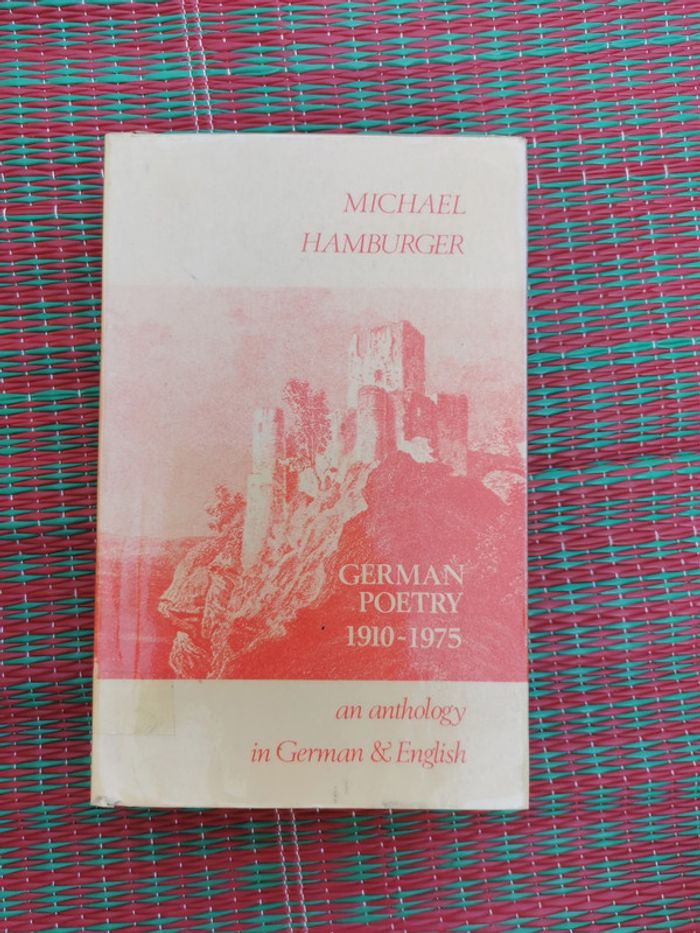 MICHAEL
HAMBURGER
GERMAN
POETRY
1910-1975
an anthology
in German & English